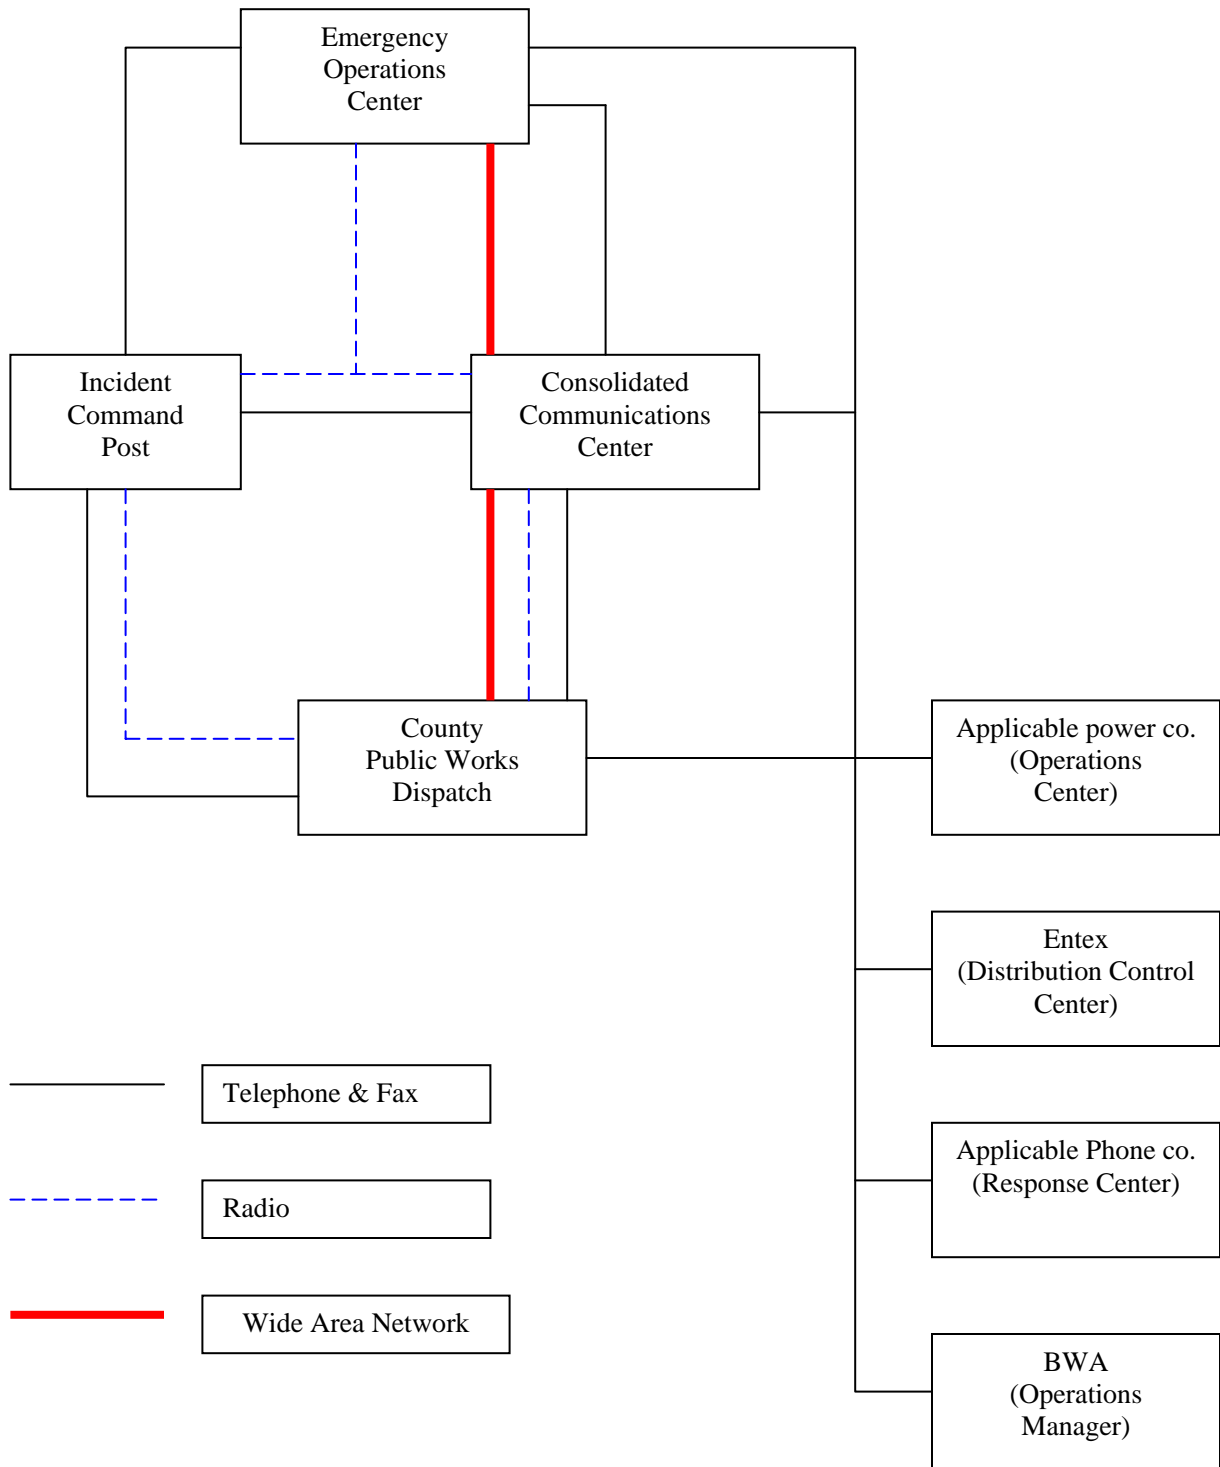 Emergency
Operations
Center
Incident
Command
Post
Consolidated
Communications
Center
County
Public Works
Dispatch
Applicable power co.
(Operations
Center)
Entex
(Distribution Control
Center)
Telephone & Fax
Applicable Phone co.
(Response Center)
Radio
Wide Area Network
BWA
(Operations
Manager)